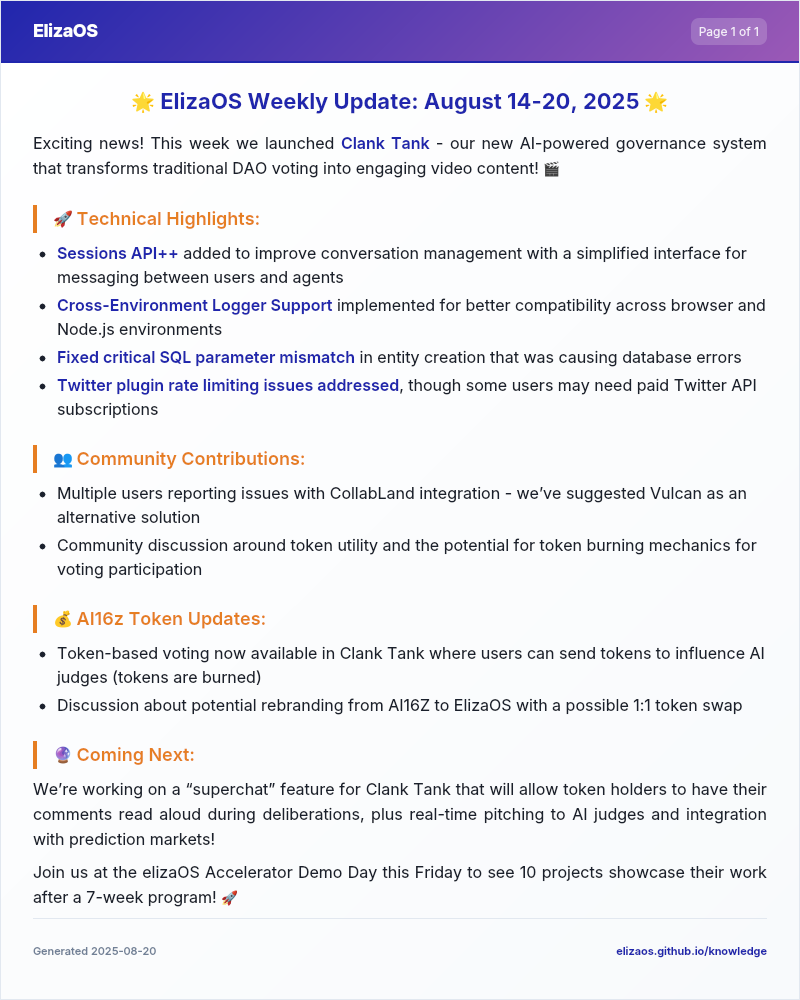 ElizaOS
Page 1 of 1
🌟 ElizaOS Weekly Update: August 14-20, 2025 🌟
Exciting news! This week we launched Clank Tank - our new AI-powered governance system
that transforms traditional DAO voting into engaging video content! 🎬
🚀 Technical Highlights:
• Sessions API++ added to improve conversation management with a simplified interface for
messaging between users and agents
• Cross-Environment Logger Support implemented for better compatibility across browser and
Node.js environments
• Fixed critical SQL parameter mismatch in entity creation that was causing database errors
• Twitter plugin rate limiting issues addressed, though some users may need paid Twitter API
subscriptions
👥 Community Contributions:
• Multiple users reporting issues with CollabLand integration - we’ve suggested Vulcan as an
alternative solution
• Community discussion around token utility and the potential for token burning mechanics for
voting participation
💰 AI16z Token Updates:
• Token-based voting now available in Clank Tank where users can send tokens to influence AI
judges (tokens are burned)
• Discussion about potential rebranding from AI16Z to ElizaOS with a possible 1:1 token swap
🔮 Coming Next:
We’re working on a “superchat” feature for Clank Tank that will allow token holders to have their
comments read aloud during deliberations, plus real-time pitching to AI judges and integration
with prediction markets!
Join us at the elizaOS Accelerator Demo Day this Friday to see 10 projects showcase their work
after a 7-week program! 🚀
Generated 2025-08-20
elizaos.github.io/knowledge